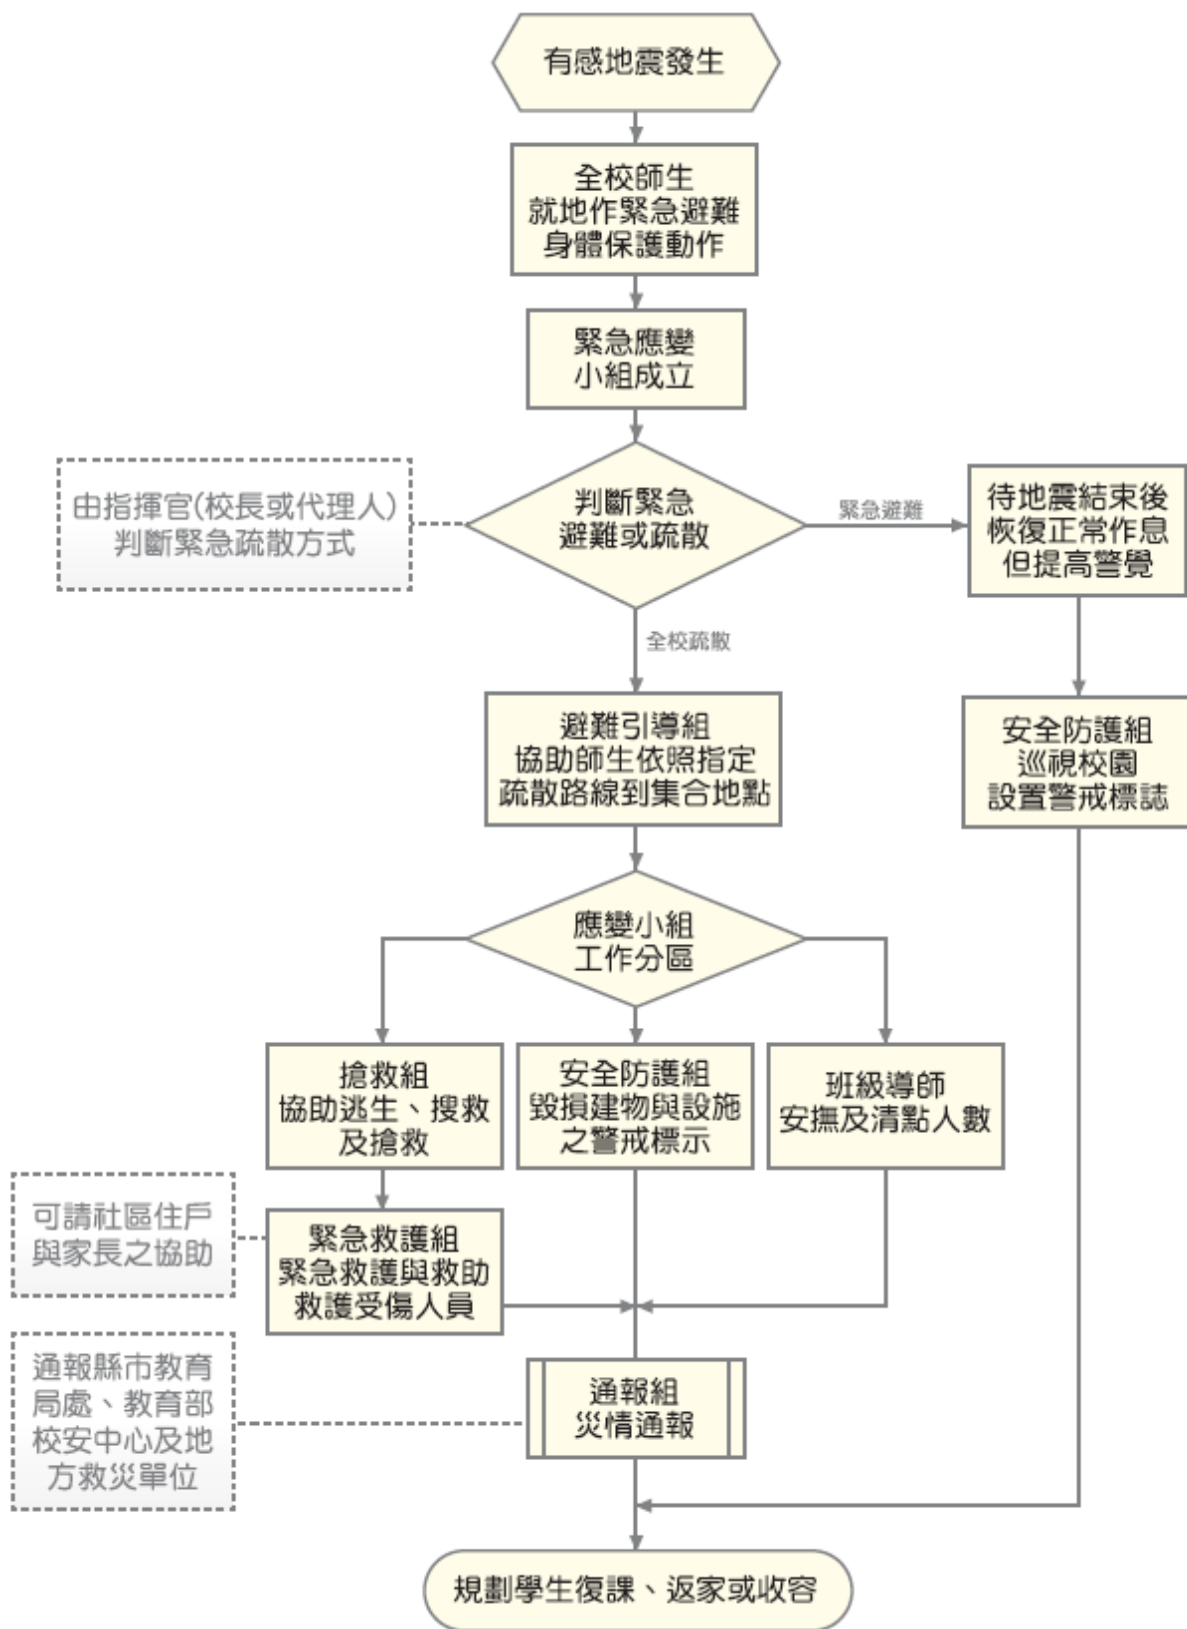 有感地震發生
全校師生
就地作緊急避難
身體保護動作
緊急應變
小組成立
由指揮官(校長或代理人)
判斷緊急疏散方式
判斷緊急
避難或疏散
緊急避難
待地震結束後
恢復正常作息
但提高警覺
全校疏散
避難引導組
協助師生依照指定
疏散路線到集合地點
安全防護組
巡視校園
設置警戒標誌
應變小組
工作分區
搶救組
協助逃生、搜救
及搶救
安全防護組
毀損建物與設施
之警戒標示
班級導師
安撫及清點人數
可請社區住戶
與家長之協助
緊急救護組
緊急救護與救助
救護受傷人員
通報縣市教育
局處、教育部
校安中心及地
方救災單位
通報組
災情通報
規劃學生復課、返家或收容